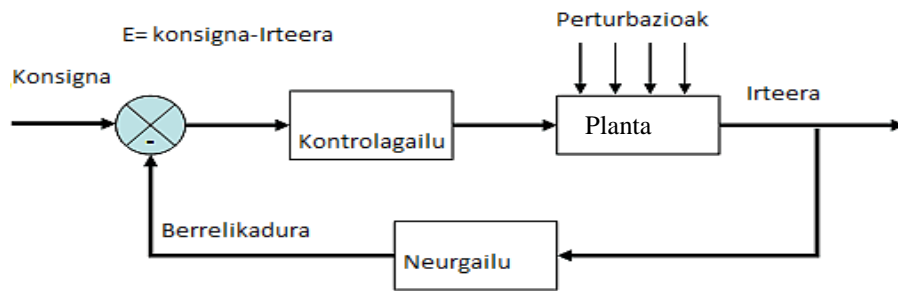 Perturbazioak
E= konsigna-Irteera
Konsigna
Irteera
-
Kontrolagailu
Planta
Berrelikadura
Neurgailu